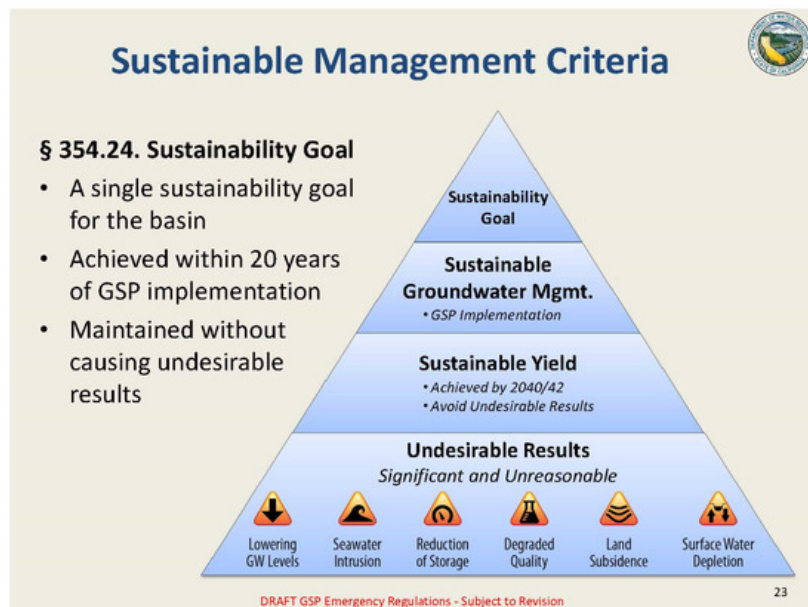 Sustainable Management Criteria
§ 354.24. Sustainability Goal
• A single sustainability goal
for the basin
• Achieved within 20 years
of GSP implementation
• Maintained without
causing undesirable
results
Sustainability
Goal
Sustainable
Groundwater Mgmt.
• GSP Implementation
Sustainable Yield
• Achieved by 2040/42
• Avoid Undesirable Results
Undesirable Results
Significant and Unreasonable
Lowering
GW Levels
Seawater
Intrusion
Reduction
of Storage
Degraded
Quality
Land
Subsidence
Surface Water
Depletion
DRAFT GSP Emergency Regulations - Subject to Revision
23